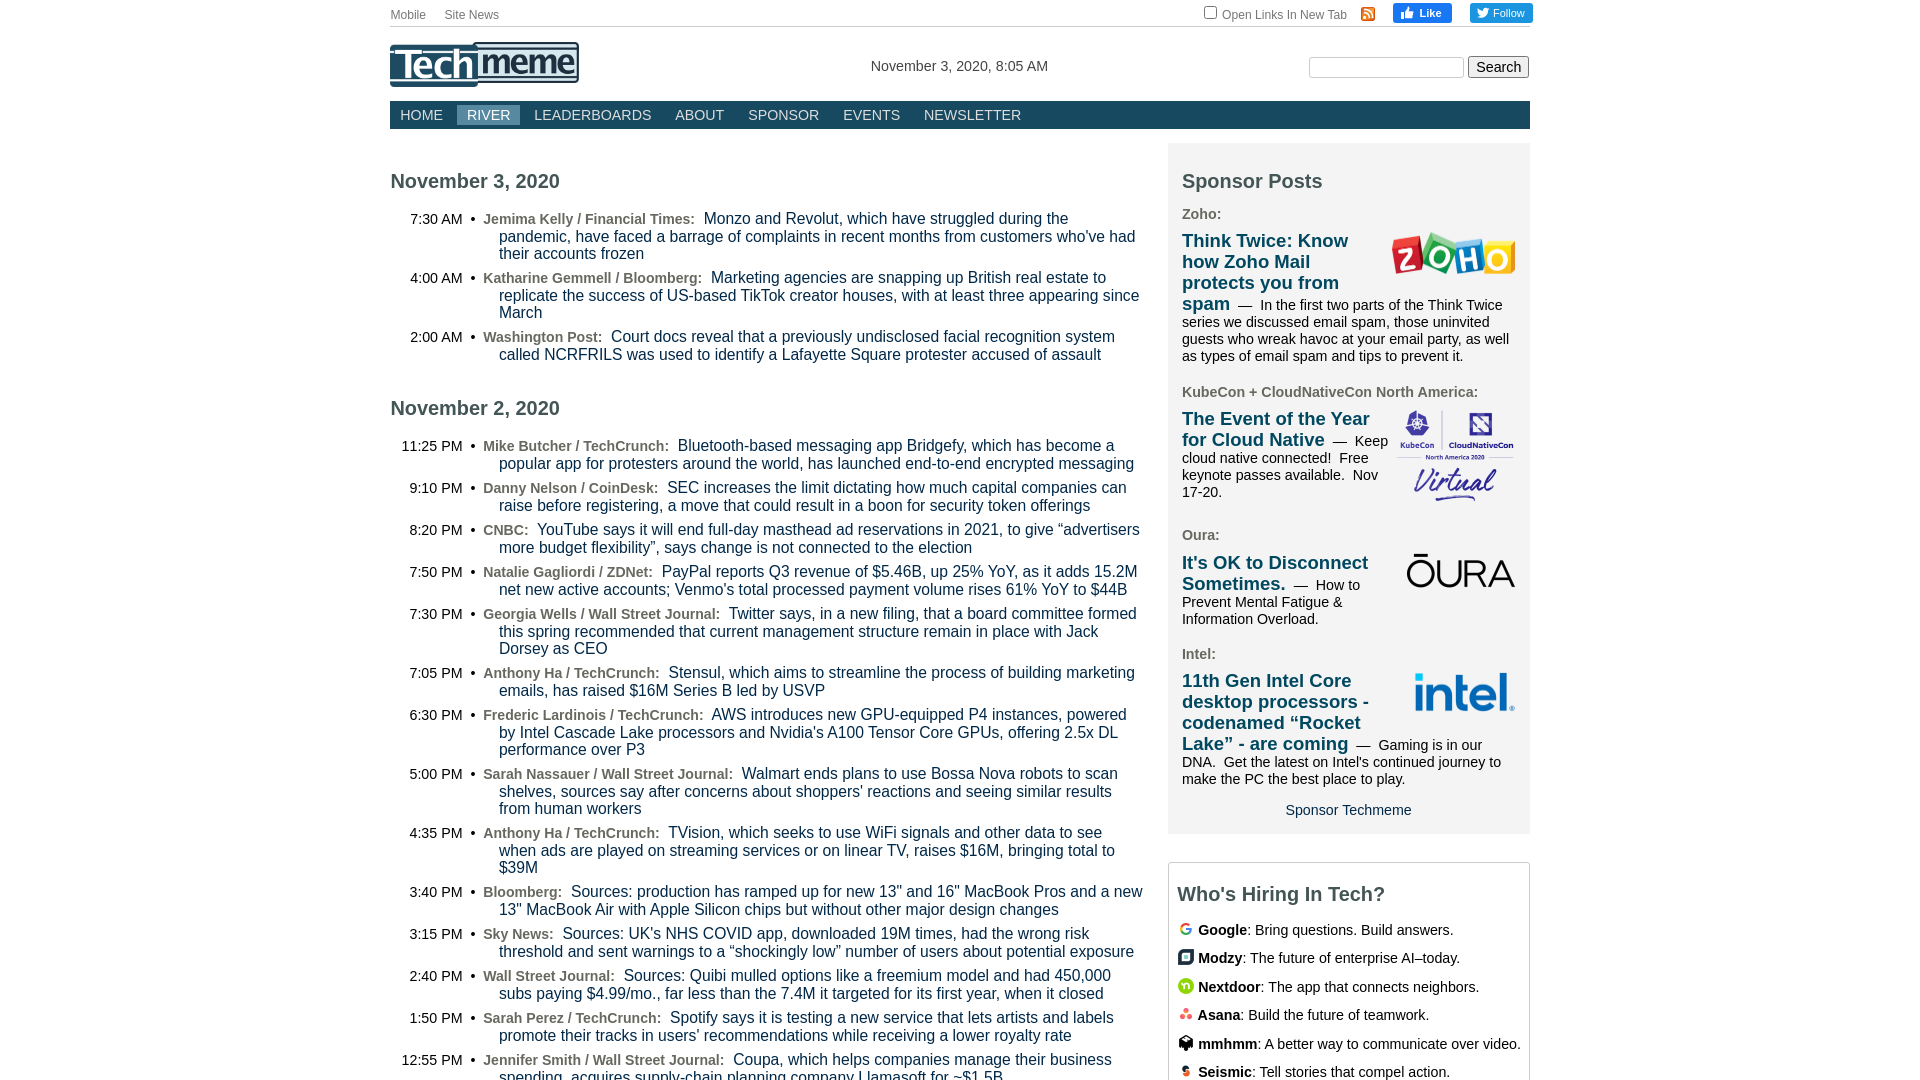 Mobile Site News Open Links In New Tab Like Follow
Techmeme November 3, 2020, 8:05 AM Search
HOME RIVER LEADERBOARDS ABOUT SPONSOR EVENTS NEWSLETTER
November 3, 2020
7:30 AM • Jemima Kelly / Financial Times: Monzo and Revolut, which have struggled during the
pandemic, have faced a barrage of complaints in recent months from customers who've had
their accounts frozen
4:00 AM • Katharine Gemmell / Bloomberg: Marketing agencies are snapping up British real estate to
replicate the success of US-based TikTok creator houses, with at least three appearing since
March
2:00 AM • Washington Post: Court docs reveal that a previously undisclosed facial recognition system
called NCRFRILS was used to identify a Lafayette Square protester accused of assault
November 2, 2020
11:25 PM • Mike Butcher / TechCrunch: Bluetooth-based messaging app Bridgefy, which has become a
popular app for protesters around the world, has launched end-to-end encrypted messaging
9:10 PM • Danny Nelson / CoinDesk: SEC increases the limit dictating how much capital companies can
raise before registering, a move that could result in a boon for security token offerings
8:20 PM • CNBC: YouTube says it will end full-day masthead ad reservations in 2021, to give “advertisers
more budget flexibility”, says change is not connected to the election
7:50 PM • Natalie Gagliordi / ZDNet: PayPal reports Q3 revenue of $5.46B, up 25% YoY, as it adds 15.2M
net new active accounts; Venmo's total processed payment volume rises 61% YoY to $44B
7:30 PM • Georgia Wells / Wall Street Journal: Twitter says, in a new filing, that a board committee formed
this spring recommended that current management structure remain in place with Jack
Dorsey as CEO
7:05 PM • Anthony Ha / TechCrunch: Stensul, which aims to streamline the process of building marketing
emails, has raised $16M Series B led by USVP
6:30 PM • Frederic Lardinois / TechCrunch: AWS introduces new GPU-equipped P4 instances, powered
by Intel Cascade Lake processors and Nvidia's A100 Tensor Core GPUs, offering 2.5x DL
performance over P3
5:00 PM • Sarah Nassauer / Wall Street Journal: Walmart ends plans to use Bossa Nova robots to scan
shelves, sources say after concerns about shoppers' reactions and seeing similar results
from human workers
4:35 PM • Anthony Ha / TechCrunch: TVision, which seeks to use WiFi signals and other data to see
when ads are played on streaming services or on linear TV, raises $16M, bringing total to
$39M
3:40 PM • Bloomberg: Sources: production has ramped up for new 13" and 16" MacBook Pros and a new
13" MacBook Air with Apple Silicon chips but without other major design changes
3:15 PM • Sky News: Sources: UK's NHS COVID app, downloaded 19M times, had the wrong risk
threshold and sent warnings to a “shockingly low” number of users about potential exposure
2:40 PM • Wall Street Journal: Sources: Quibi mulled options like a freemium model and had 450,000
subs paying $4.99/mo., far less than the 7.4M it targeted for its first year, when it closed
1:50 PM • Sarah Perez / TechCrunch: Spotify says it is testing a new service that lets artists and labels
promote their tracks in users' recommendations while receiving a lower royalty rate
12:55 PM • Jennifer Smith / Wall Street Journal: Coupa, which helps companies manage their business
spending, acquires supply-chain planning company Llamasoft for ~$1.5B
Sponsor Posts
Zoho:
Think Twice: Know
how Zoho Mail
protects you from
spam — In the first two parts of the Think Twice
series we discussed email spam, those uninvited
guests who wreak havoc at your email party, as well
as types of email spam and tips to prevent it.
ZOHO
KubeCon + CloudNativeCon North America:
The Event of the Year
for Cloud Native — Keep
cloud native connected! Free
keynote passes available. Nov
17-20.
KubeCon CloudNativeCon
North America 2020
Virtual
Oura:
It's OK to Disconnect
Sometimes. — How to
Prevent Mental Fatigue &
Information Overload.
ŌURA
Intel:
11th Gen Intel Core
desktop processors -
codenamed “Rocket
Lake” - are coming — Gaming is in our
DNA. Get the latest on Intel's continued journey to
make the PC the best place to play.
intel®
Sponsor Techmeme
Who's Hiring In Tech?
Google: Bring questions. Build answers.
Modzy: The future of enterprise AI–today.
Nextdoor: The app that connects neighbors.
Asana: Build the future of teamwork.
mmhmm: A better way to communicate over video.
Seismic: Tell stories that compel action.